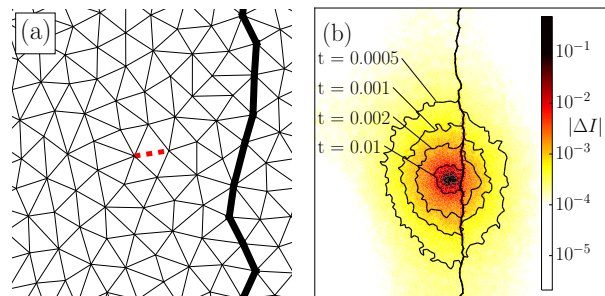 (a)
(b)
t = 0.0005
t = 0.001
t = 0.002
t = 0.01
10⁻¹
10⁻²
|ΔI|
10⁻³
10⁻⁴
10⁻⁵